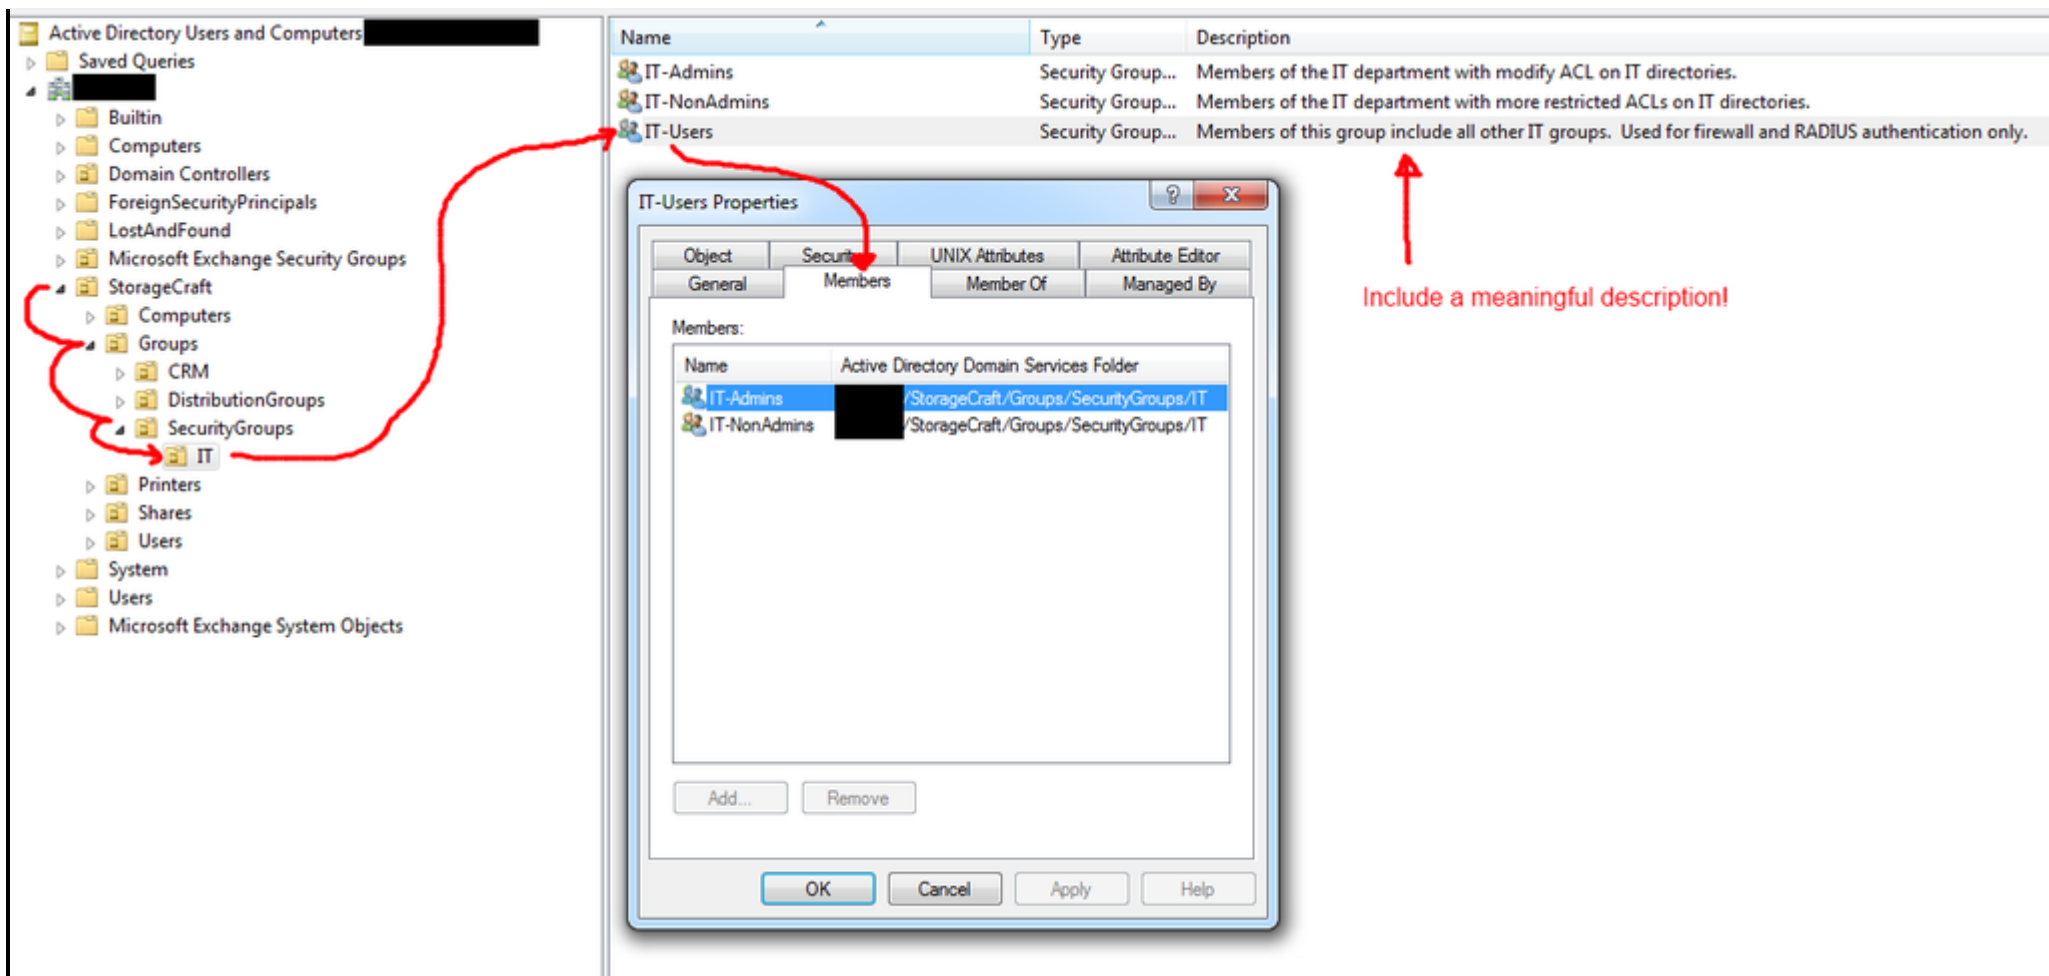 Active Directory Users and Computers
Saved Queries
Builtin
Computers
Domain Controllers
ForeignSecurityPrincipals
LostAndFound
Microsoft Exchange Security Groups
StorageCraft
Computers
Groups
CRM
DistributionGroups
SecurityGroups
IT
Printers
Shares
Users
System
Users
Microsoft Exchange System Objects
Name Type Description
IT-Admins Security Group... Members of the IT department with modify ACL on IT directories.
IT-NonAdmins Security Group... Members of the IT department with more restricted ACLs on IT directories.
IT-Users Security Group... Members of this group include all other IT groups. Used for firewall and RADIUS authentication only.
Include a meaningful description!
IT-Users Properties
Object Security UNIX Attributes Attribute Editor
General Members Member Of Managed By
Members:
Name Active Directory Domain Services Folder
IT-Admins /StorageCraft/Groups/SecurityGroups/IT
IT-NonAdmins /StorageCraft/Groups/SecurityGroups/IT
Add... Remove
OK Cancel Apply Help